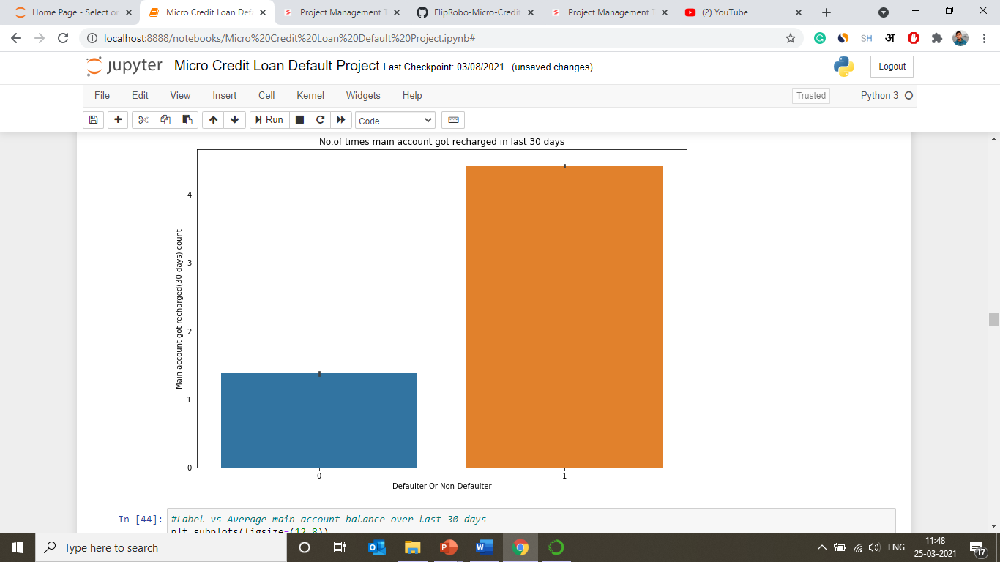 Home Page - Select or
Micro Credit Loan Def
Project Management T
FlipRobo-Micro-Credit
Project Management T
(2) YouTube
localhost:8888/notebooks/Micro%20Credit%20Loan%20Default%20Project.ipynb#
SH
अ
jupyter
Micro Credit Loan Default Project Last Checkpoint: 03/08/2021 (unsaved changes)
Logout
File Edit View Insert Cell Kernel Widgets Help
Trusted
Python 3
Run
Code
No.of times main account got recharged in last 30 days
Main account got recharged(30 days) count
4
3
2
1
0
0 1
Defaulter Or Non-Defaulter
In [44]:
#Label vs Average main account balance over last 30 days
plt.subplots(figsize=(12,8))
Type here to search
ENG
11:48
25-03-2021
17